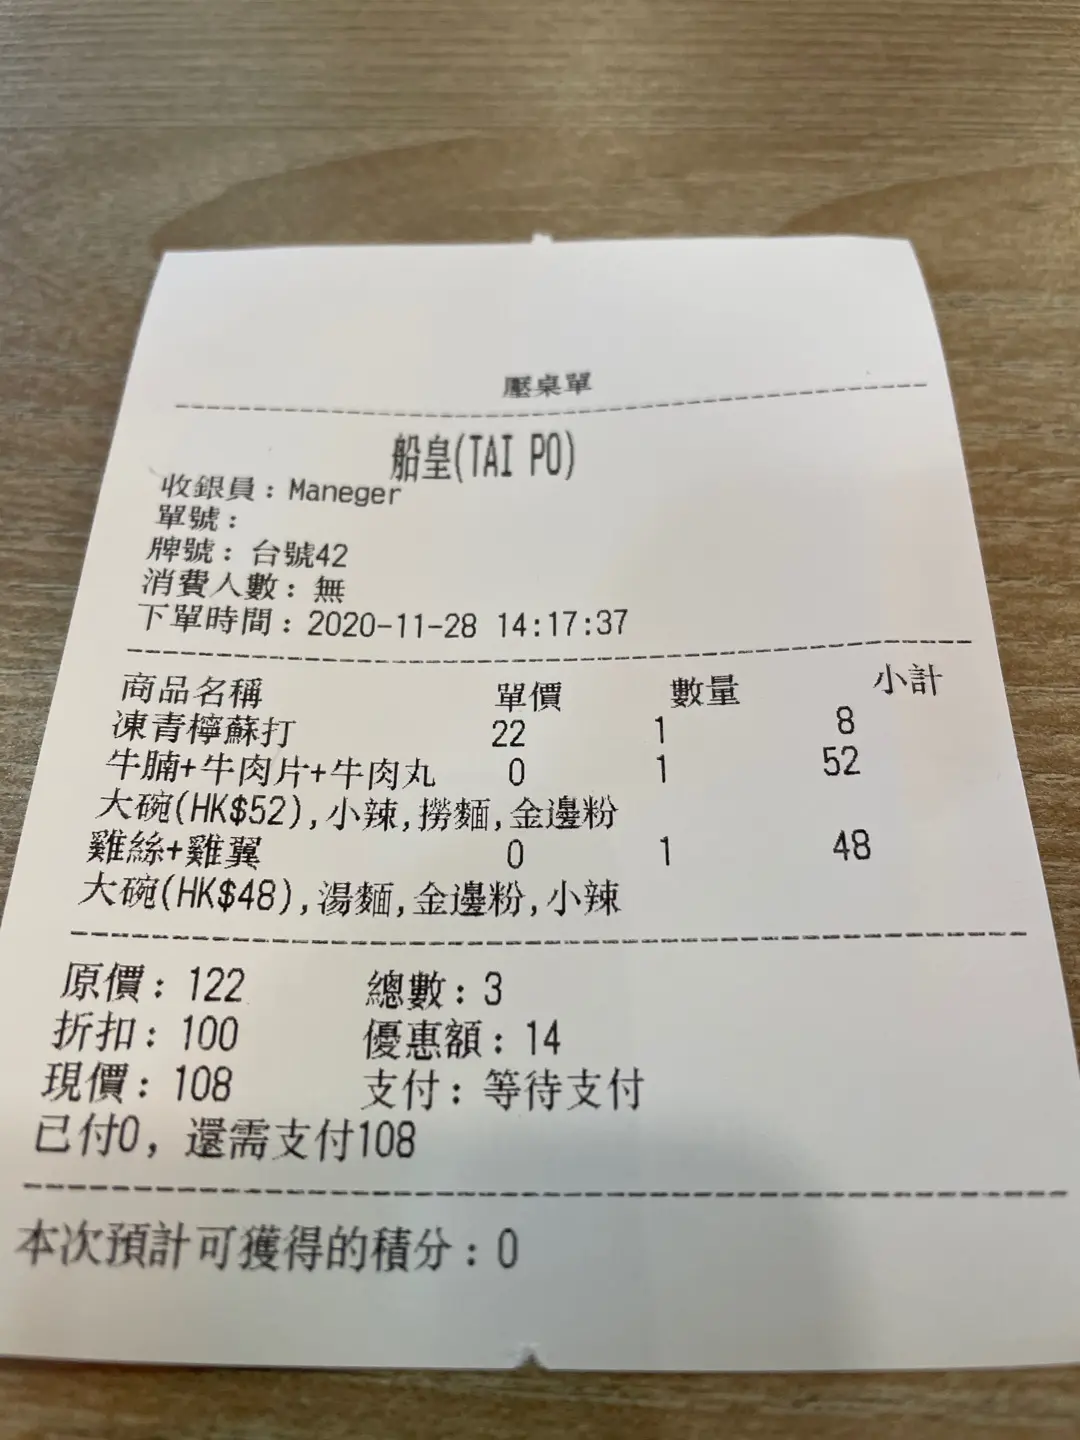 壓桌單
船皇(TAI PO)
收銀員：Maneger
單號：
牌號：台號42
消費人數：無
下單時間：2020-11-28 14:17:37
商品名稱 單價 數量 小計
凍青檸蘇打 22 1 8
牛腩+牛肉片+牛肉丸 0 1 52
大碗(HK$52),小辣,撈麵,金邊粉
雞絲+雞翼 0 1 48
大碗(HK$48),湯麵,金邊粉,小辣
原價：122 總數：3
折扣：100 優惠額：14
現價：108 支付：等待支付
已付0，還需支付108
本次預計可獲得的積分：0